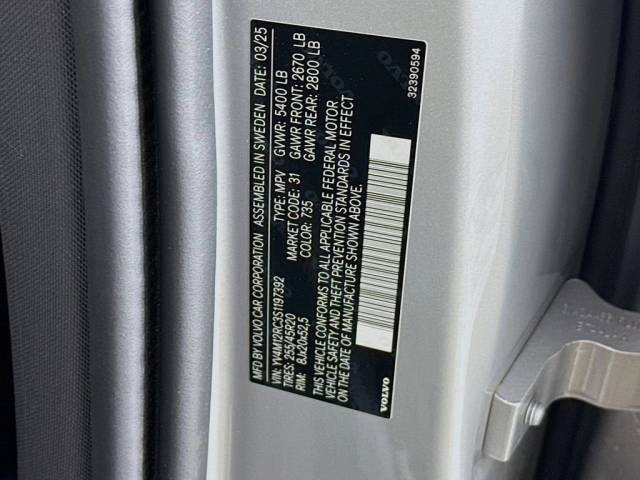 MFD BY VOLVO CAR CORPORATION ASSEMBLED IN SWEDEN DATE: 03/25
VIN: YV4M12RC3S1197392 TYPE: MPV GVWR: 5400 LB
TIRES: 255/45R20 MARKET CODE: 31 GAWR FRONT: 2670 LB
RIM: 8Jx20x52,5 COLOR: 735 GAWR REAR: 2800 LB
THIS VEHICLE CONFORMS TO ALL APPLICABLE FEDERAL MOTOR
VEHICLE SAFETY AND THEFT PREVENTION STANDARDS IN EFFECT
ON THE DATE OF MANUFACTURE SHOWN ABOVE.
VOLVO
32390594